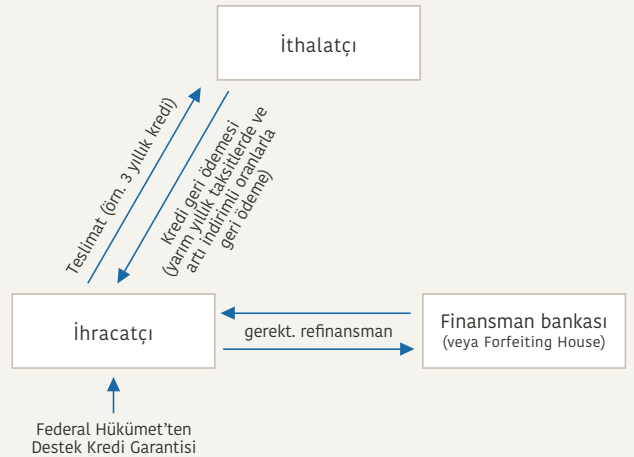 İthalatçı
Teslimat (örn. 3 yıllık kredi)
Kredi geri ödemesi
(yarım yıllık taksitlerde ve
artı indirimli oranlarla
geri ödeme)
İhracatçı
gerekt. refinansman
Finansman bankası
(veya Forfeiting House)
Federal Hükümet’ten
Destek Kredi Garantisi